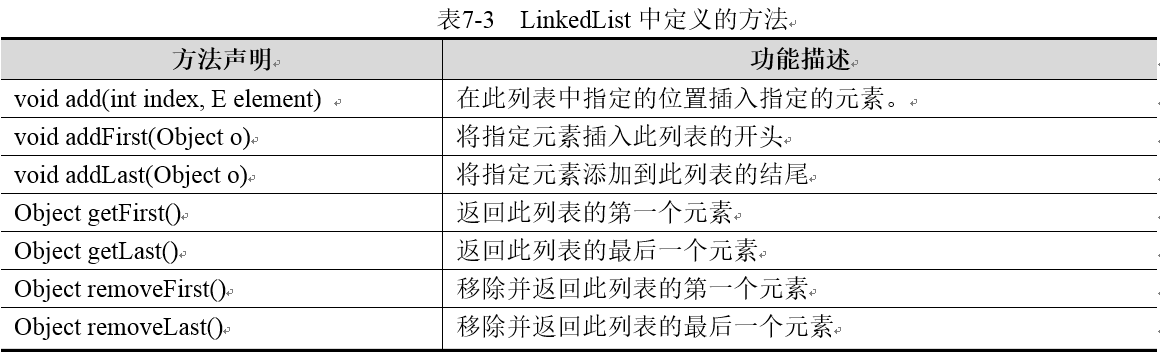 表7-3 LinkedList 中定义的方法
方法声明 功能描述
void add(int index, E element) 在此列表中指定的位置插入指定的元素。
void addFirst(Object o) 将指定元素插入此列表的开头
void addLast(Object o) 将指定元素添加到此列表的结尾
Object getFirst() 返回此列表的第一个元素
Object getLast() 返回此列表的最后一个元素
Object removeFirst() 移除并返回此列表的第一个元素
Object removeLast() 移除并返回此列表的最后一个元素